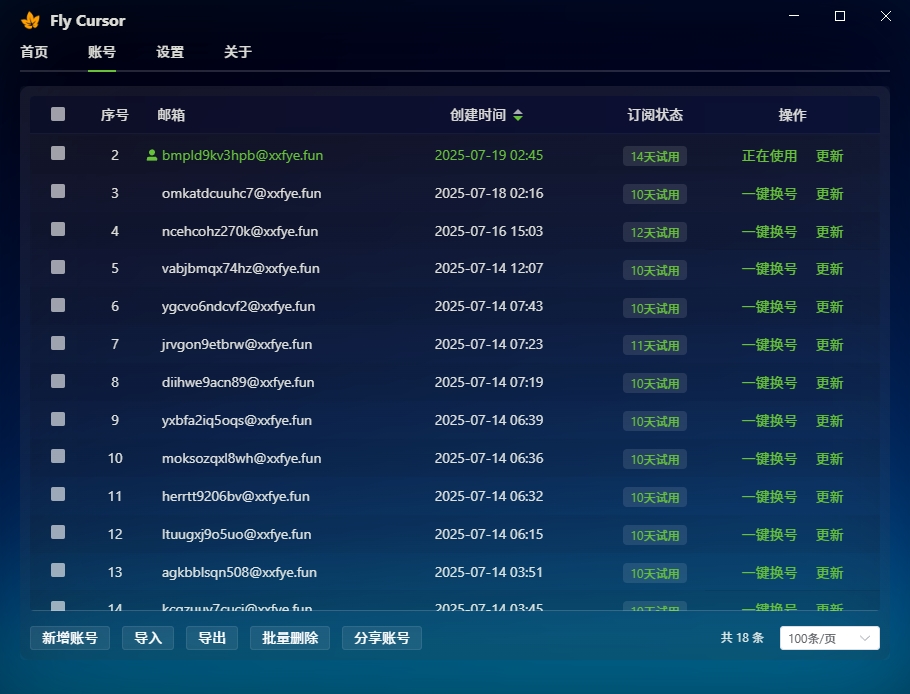 Fly Cursor
首页 账号 设置 关于
序号 邮箱 创建时间 订阅状态 操作
2 bmpld9kv3hpb@xxfye.fun 2025-07-19 02:45 14天试用 正在使用 更新
3 omkatdcuuhc7@xxfye.fun 2025-07-18 02:16 10天试用 一键换号 更新
4 ncehcohz270k@xxfye.fun 2025-07-16 15:03 12天试用 一键换号 更新
5 vabjbmqx74hz@xxfye.fun 2025-07-14 12:07 10天试用 一键换号 更新
6 ygcvo6ndcvf2@xxfye.fun 2025-07-14 07:43 10天试用 一键换号 更新
7 jrvgon9etbrw@xxfye.fun 2025-07-14 07:23 11天试用 一键换号 更新
8 diihwe9acn89@xxfye.fun 2025-07-14 07:19 10天试用 一键换号 更新
9 yxbfa2iq5oqs@xxfye.fun 2025-07-14 06:39 10天试用 一键换号 更新
10 moksozqxl8wh@xxfye.fun 2025-07-14 06:36 10天试用 一键换号 更新
11 herrtt9206bv@xxfye.fun 2025-07-14 06:32 10天试用 一键换号 更新
12 ltuugxj9o5uo@xxfye.fun 2025-07-14 06:15 10天试用 一键换号 更新
13 agkbblsqn508@xxfye.fun 2025-07-14 03:51 10天试用 一键换号 更新
14 2025-07-14 03:45 10天试用 一键换号 更新
新增账号 导入 导出 批量删除 分享账号 共 18 条 100条/页